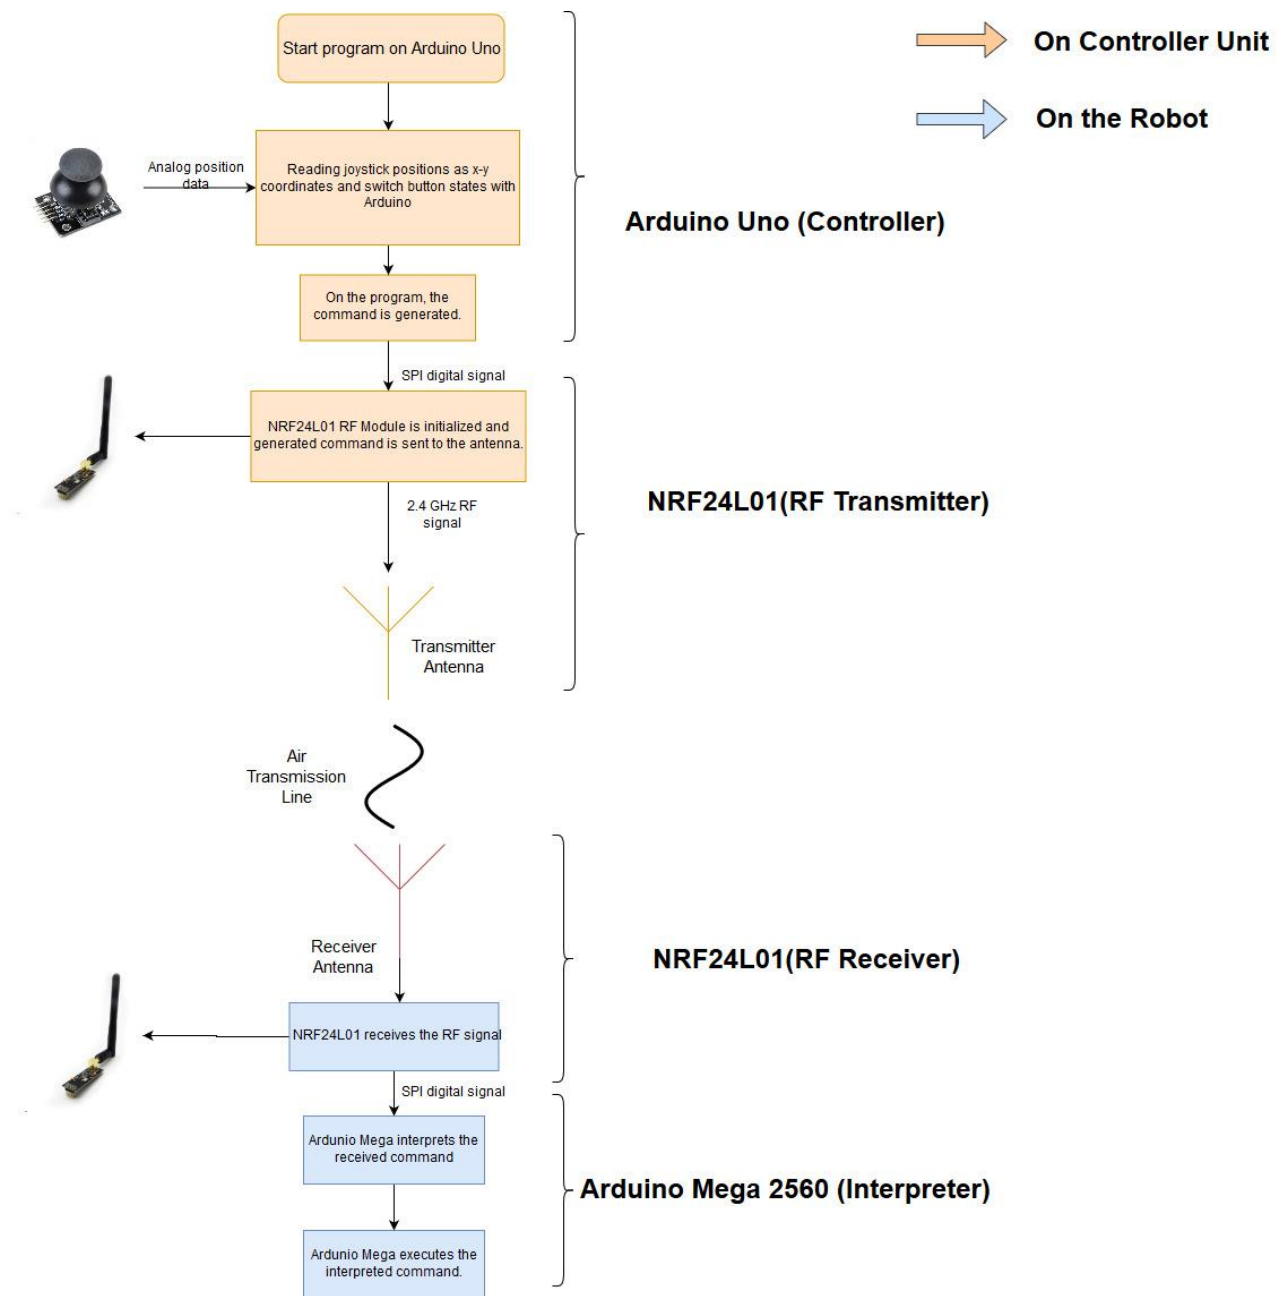 Start program on Arduino Uno
On Controller Unit
On the Robot
Analog position
data
Reading joystick positions as x-y
coordinates and switch button states with
Arduino
Arduino Uno (Controller)
On the program, the
command is generated.
SPI digital signal
NRF24L01 RF Module is initialized and
generated command is sent to the antenna.
2.4 GHz RF
signal
NRF24L01(RF Transmitter)
Transmitter
Antenna
Air
Transmission
Line
Receiver
Antenna
NRF24L01(RF Receiver)
NRF24L01 receives the RF signal
SPI digital signal
Ardunio Mega interprets the
received command
Arduino Mega 2560 (Interpreter)
Ardunio Mega executes the
interpreted command.